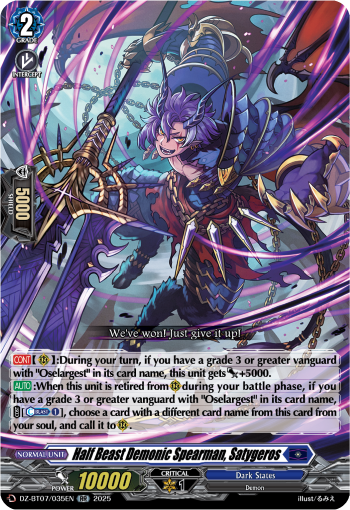 2
GRADE
INTERCEPT
5000
SHIELD
We've won! Just give it up!
CONT【 】:During your turn, if you have a grade 3 or greater vanguard
with "Oselargest" in its card name, this unit gets +5000.
AUTO:When this unit is retired from during your battle phase, if you
have a grade 3 or greater vanguard with "Oselargest" in its card name,
[C BLAST 1], choose a card with a different card name from this card from
your soul, and call it to .
NORMAL UNIT
Half Beast Demonic Spearman, Satygeros
POWER 10000
CRITICAL
1
Dark States
Demon
DZ-BT07/035EN RR 2025
illust/るみえ